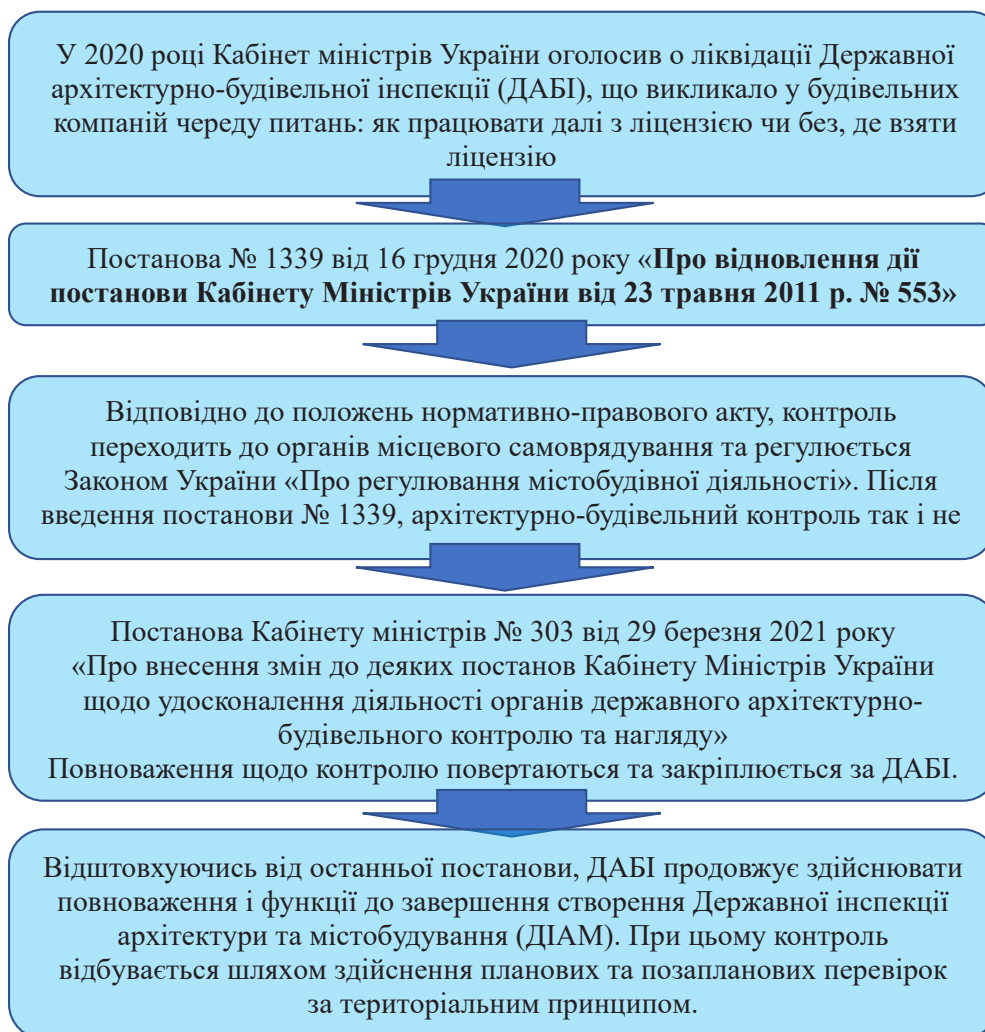 У 2020 році Кабінет міністрів України оголосив о ліквідації Державної
архітектурно-будівельної інспекції (ДАБІ), що викликало у будівельних
компаній череду питань: як працювати далі з ліцензією чи без, де взяти
ліцензію
Постанова № 1339 від 16 грудня 2020 року «Про відновлення дії
постанови Кабінету Міністрів України від 23 травня 2011 р. № 553»
Відповідно до положень нормативно-правового акту, контроль
переходить до органів місцевого самоврядування та регулюється
Законом України «Про регулювання містобудівної діяльності». Після
введення постанови № 1339, архітектурно-будівельний контроль так і не
Постанова Кабінету міністрів № 303 від 29 березня 2021 року
«Про внесення змін до деяких постанов Кабінету Міністрів України
щодо удосконалення діяльності органів державного архітектурно-
будівельного контролю та нагляду»
Повноваження щодо контролю повертаються та закріплюється за ДАБІ.
Відштовхуючись від останньої постанови, ДАБІ продовжує здійснювати
повноваження і функції до завершення створення Державної інспекції
архітектури та містобудування (ДІАМ). При цьому контроль
відбувається шляхом здійснення планових та позапланових перевірок
за територіальним принципом.